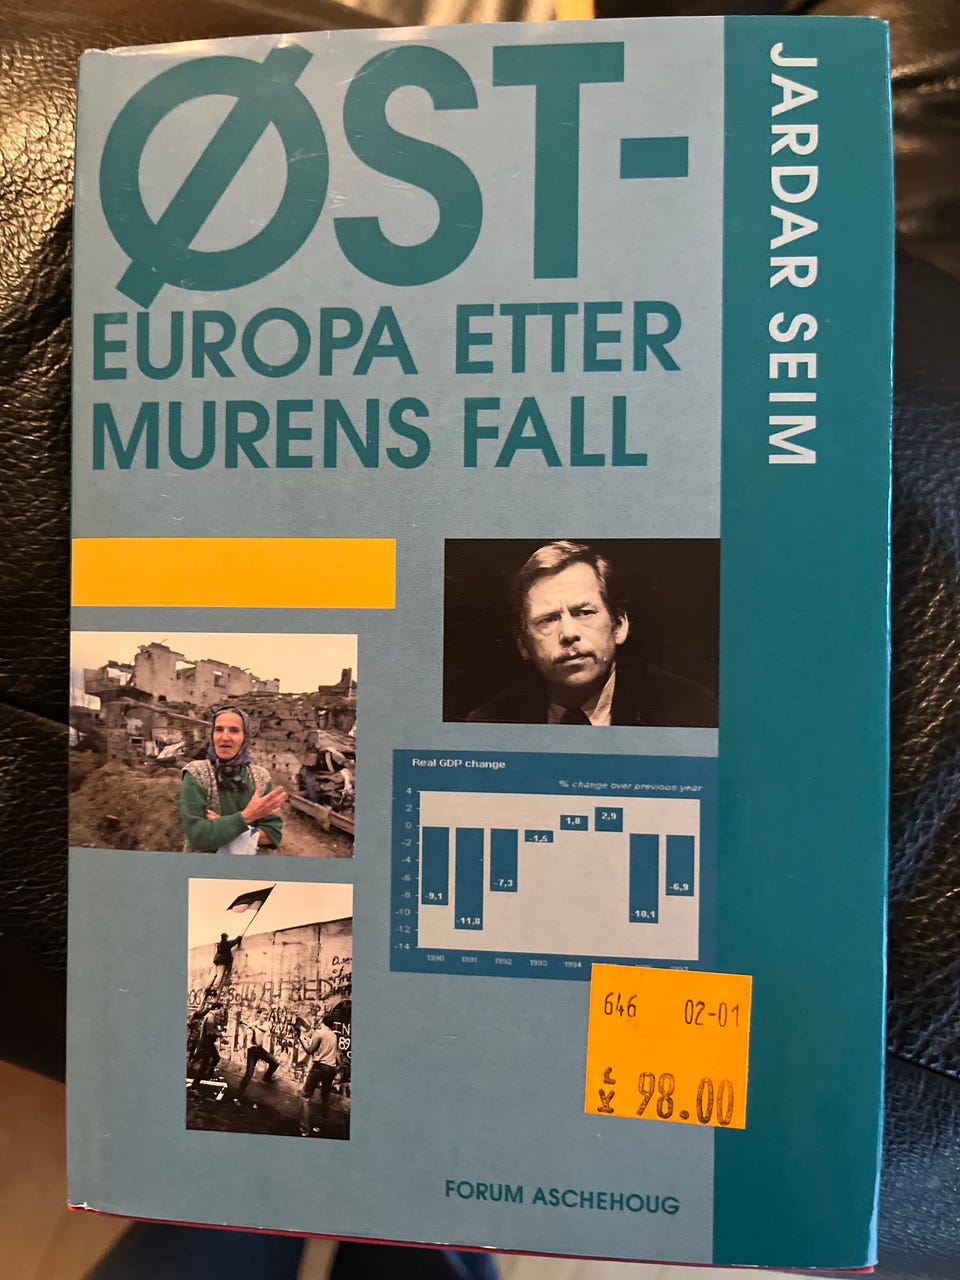 ØST-
EUROPA ETTER
MURENS FALL
JARDAR SEIM
Real GDP change
% change over previous year
4
2
0
-2
-4
-6
-8
-10
-12
-14
-9,1
-11,8
-7,3
-1,5
1,8
2,9
-10,1
-6,9
1990 1991 1992 1993 1994
646 02-01
98.00
FORUM ASCHEHOUG